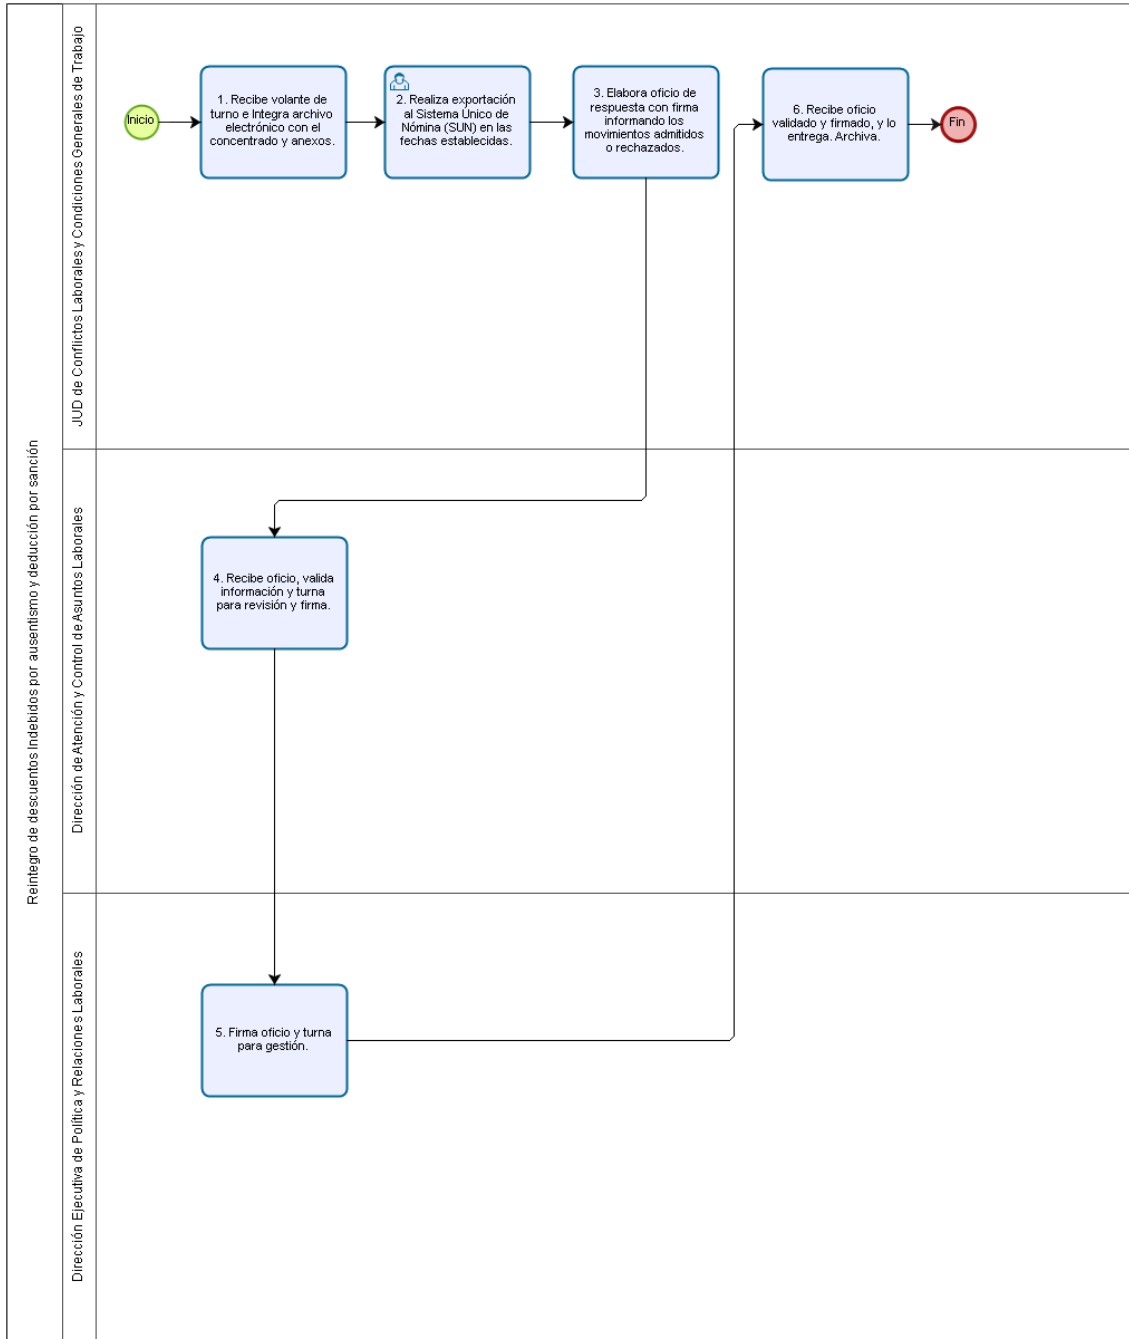 Reintegro de descuentos Indebidos por ausentismo y deducción por sanción
JUD de Conflictos Laborales y Condiciones Generales de Trabajo
Inicio
1. Recibe volante de
turno e Integra archivo
electrónico con el
concentrado y anexos.
2. Realiza exportación
al Sistema Único de
Nómina (SUN) en las
fechas establecidas.
3. Elabora oficio de
respuesta con firma
informando los
movimientos admitidos
o rechazados.
6. Recibe oficio
validado y firmado, y lo
entrega. Archiva.
Fin
Dirección de Atención y Control de Asuntos Laborales
4. Recibe oficio, valida
información y turna
para revisión y firma.
Dirección Ejecutiva de Política y Relaciones Laborales
5. Firma oficio y turna
para gestión.